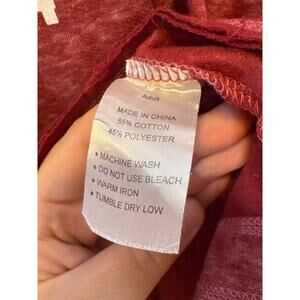 Adult
MADE IN CHINA
55% COTTON
45% POLYESTER
• MACHINE WASH
• DO NOT USE BLEACH
• WARM IRON
• TUMBLE DRY LOW